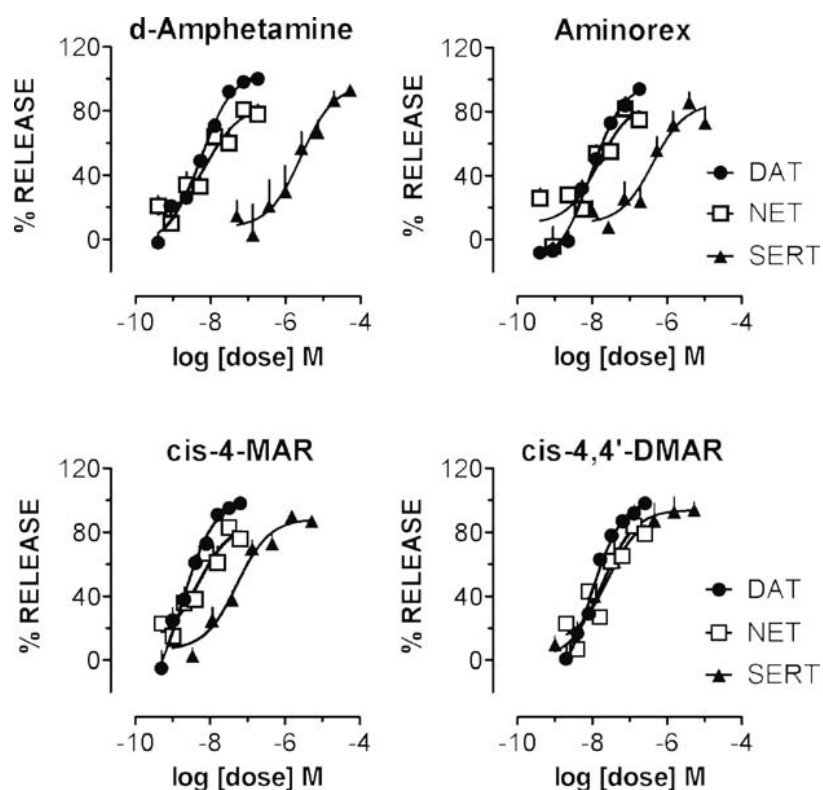 d-Amphetamine
% RELEASE
120
80
40
0
-10
-8
-6
-4
log [dose] M
Aminorex
% RELEASE
120
80
40
0
DAT
NET
SERT
-10
-8
-6
-4
log [dose] M
cis-4-MAR
% RELEASE
120
80
40
0
-10
-8
-6
-4
log [dose] M
cis-4,4'-DMAR
% RELEASE
120
80
40
0
DAT
NET
SERT
-10
-8
-6
-4
log [dose] M